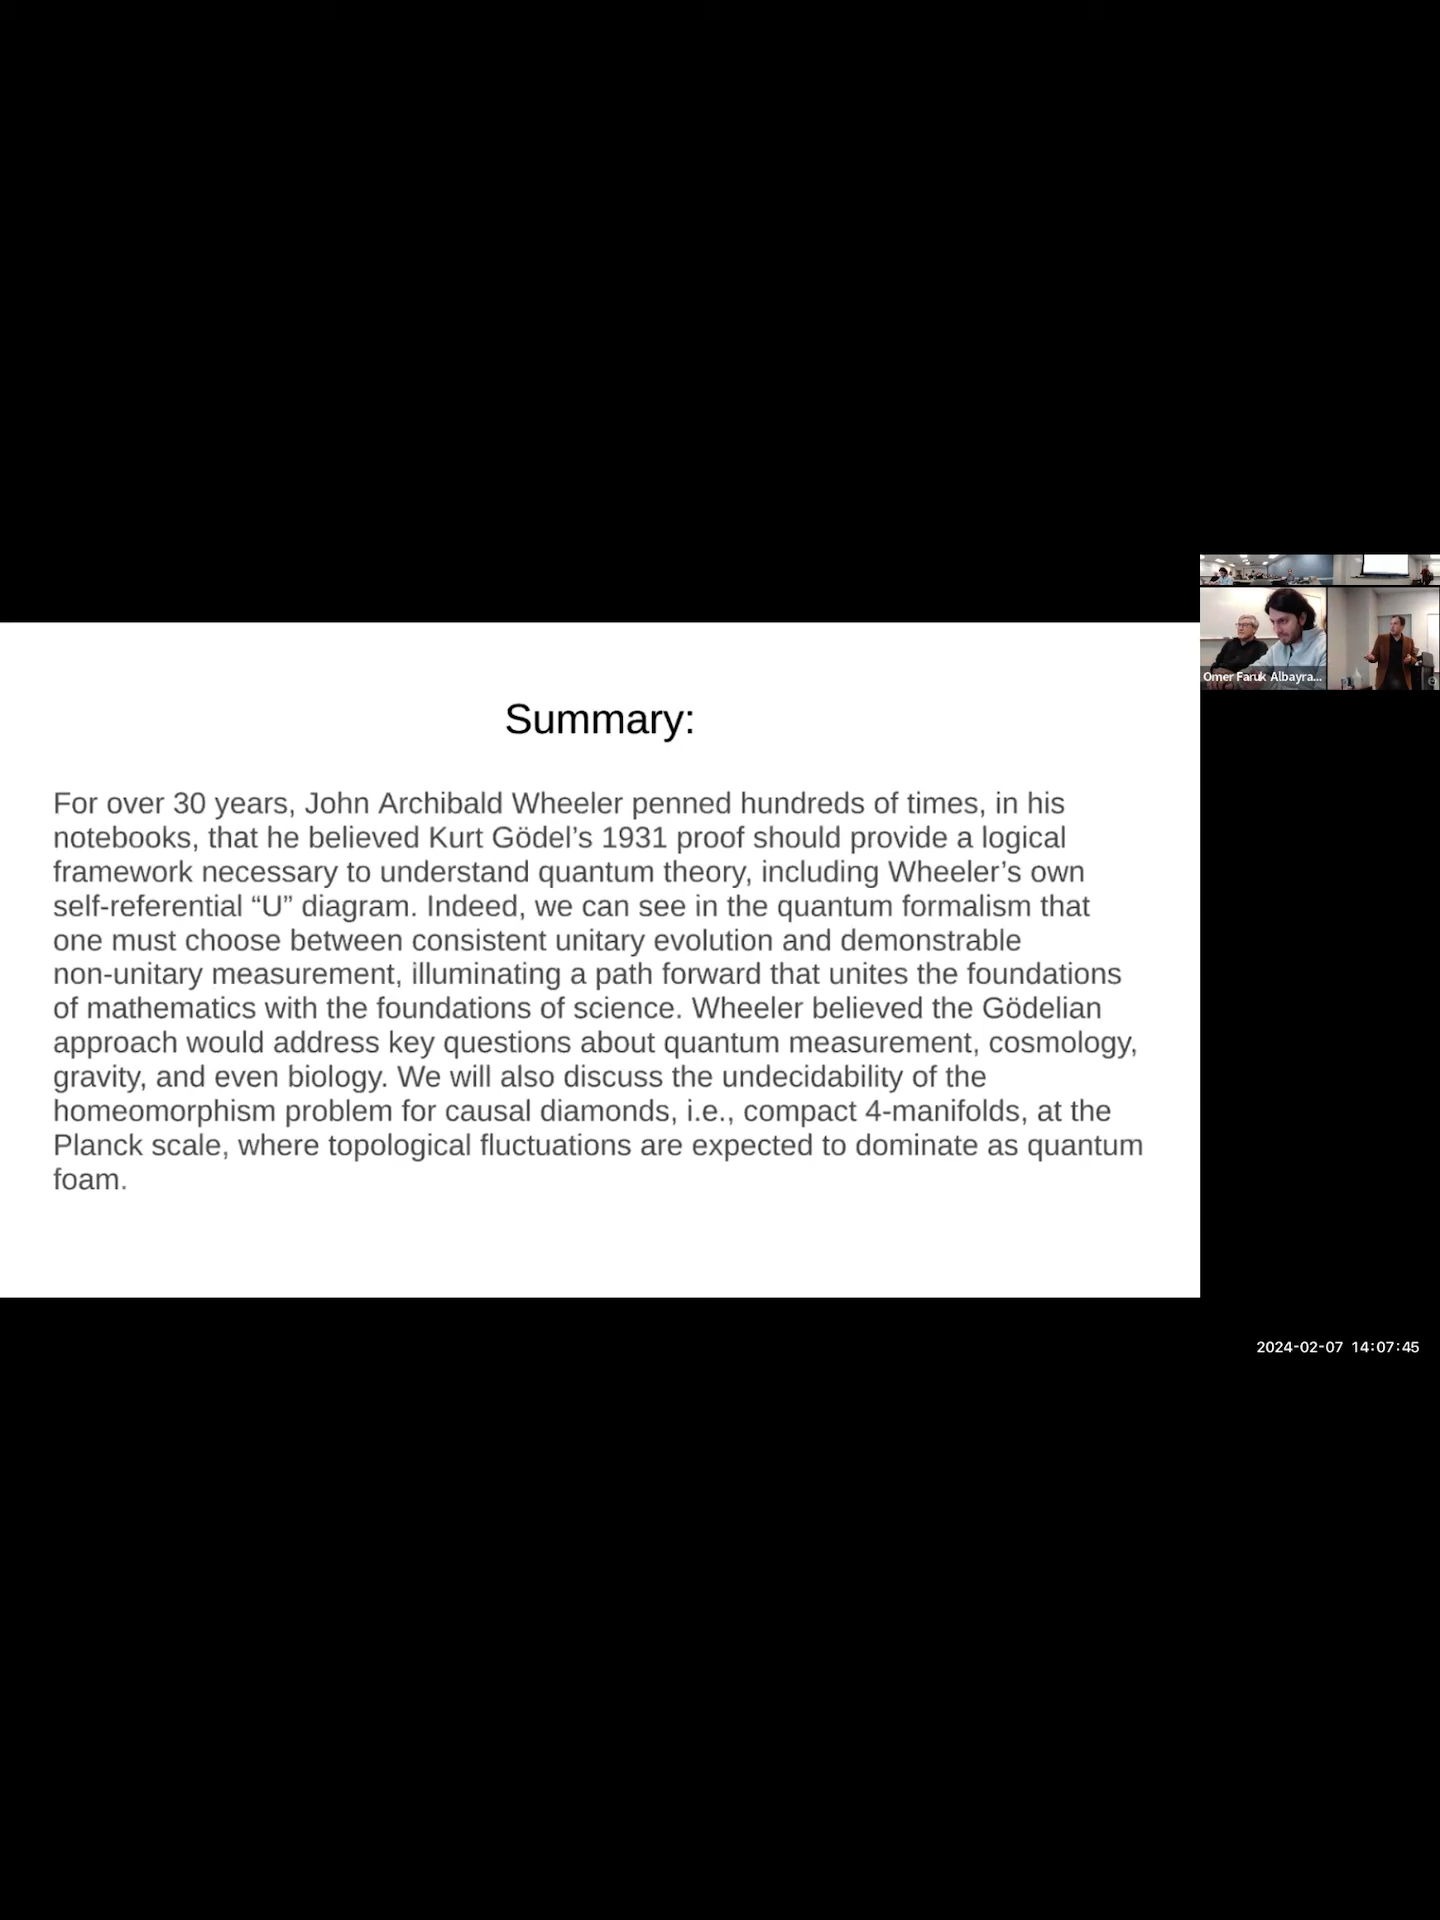 Omer Faruk Albayra...
Summary:
For over 30 years, John Archibald Wheeler penned hundreds of times, in his
notebooks, that he believed Kurt Gödel’s 1931 proof should provide a logical
framework necessary to understand quantum theory, including Wheeler’s own
self-referential “U” diagram. Indeed, we can see in the quantum formalism that
one must choose between consistent unitary evolution and demonstrable
non-unitary measurement, illuminating a path forward that unites the foundations
of mathematics with the foundations of science. Wheeler believed the Gödelian
approach would address key questions about quantum measurement, cosmology,
gravity, and even biology. We will also discuss the undecidability of the
homeomorphism problem for causal diamonds, i.e., compact 4-manifolds, at the
Planck scale, where topological fluctuations are expected to dominate as quantum
foam.
2024-02-07 14:07:45